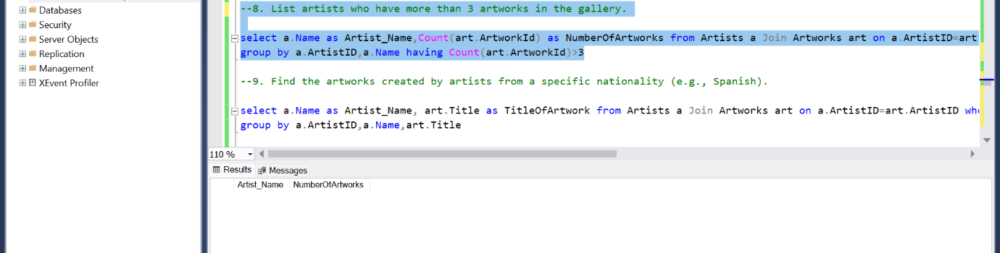 Databases
Security
Server Objects
Replication
Management
XEvent Profiler
--8. List artists who have more than 3 artworks in the gallery.
select a.Name as Artist_Name,Count(art.ArtworkId) as NumberOfArtworks from Artists a Join Artworks art on a.ArtistID=art
group by a.ArtistID,a.Name having Count(art.ArtworkId)>3
--9. Find the artworks created by artists from a specific nationality (e.g., Spanish).
select a.Name as Artist_Name, art.Title as TitleOfArtwork from Artists a Join Artworks art on a.ArtistID=art.ArtistID
group by a.ArtistID,a.Name,art.Title
110 %
Results Messages
Artist_Name NumberOfArtworks